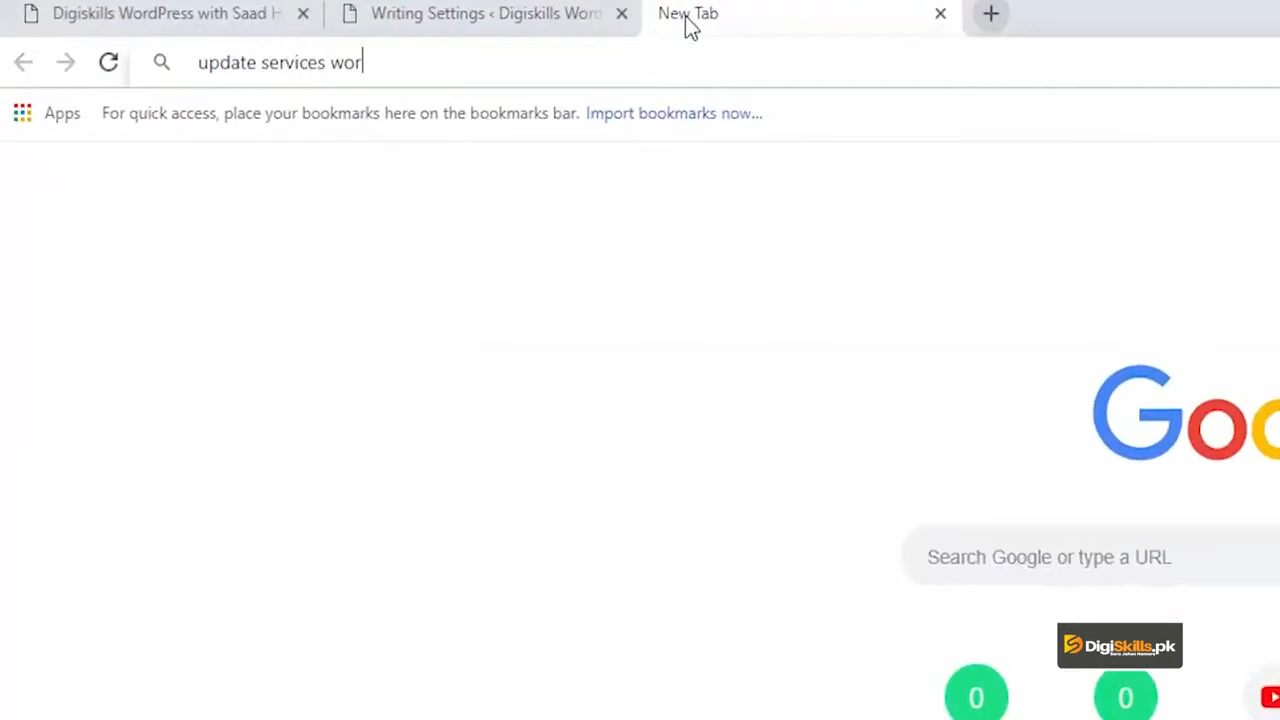 Digiskills WordPress with Saad H
Writing Settings ‹ Digiskills Word
New Tab
update services wor
Apps
For quick access, place your bookmarks here on the bookmarks bar. Import bookmarks now...
Goo
Search Google or type a URL
DigiSkills.pk
0
0